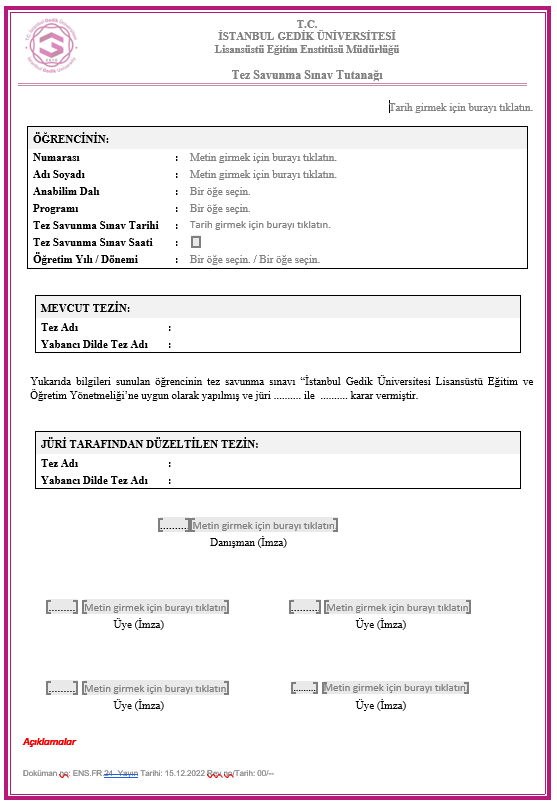 T.C.
İSTANBUL GEDİK ÜNİVERSİTESİ
Lisansüstü Eğitim Enstitüsü Müdürlüğü
Tez Savunma Sınav Tutanağı
Tarih girmek için burayı tıklatın.
ÖĞRENCİNİN:
Numarası : Metin girmek için burayı tıklatın.
Adı Soyadı : Metin girmek için burayı tıklatın.
Anabilim Dalı : Bir öğe seçin.
Programı : Bir öğe seçin.
Tez Savunma Sınav Tarihi : Tarih girmek için burayı tıklatın.
Tez Savunma Sınav Saati :
Öğretim Yılı / Dönemi : Bir öğe seçin. / Bir öğe seçin.
MEVCUT TEZİN:
Tez Adı :
Yabancı Dilde Tez Adı :
Yukarıda bilgileri sunulan öğrencinin tez savunma sınavı “İstanbul Gedik Üniversitesi Lisansüstü Eğitim ve
Öğretim Yönetmeliği’ne uygun olarak yapılmış ve jüri .......... ile .......... karar vermiştir.
JÜRİ TARAFINDAN DÜZELTİLEN TEZİN:
Tez Adı :
Yabancı Dilde Tez Adı :
......... Metin girmek için burayı tıklatın
Danışman (İmza)
......... Metin girmek için burayı tıklatın ......... Metin girmek için burayı tıklatın
Üye (İmza) Üye (İmza)
......... Metin girmek için burayı tıklatın ......... Metin girmek için burayı tıklatın
Üye (İmza) Üye (İmza)
Açıklamalar
Doküman no: ENS.FR.24 Yayın Tarihi: 15.12.2022 Rev.no/Tarih: 00/--